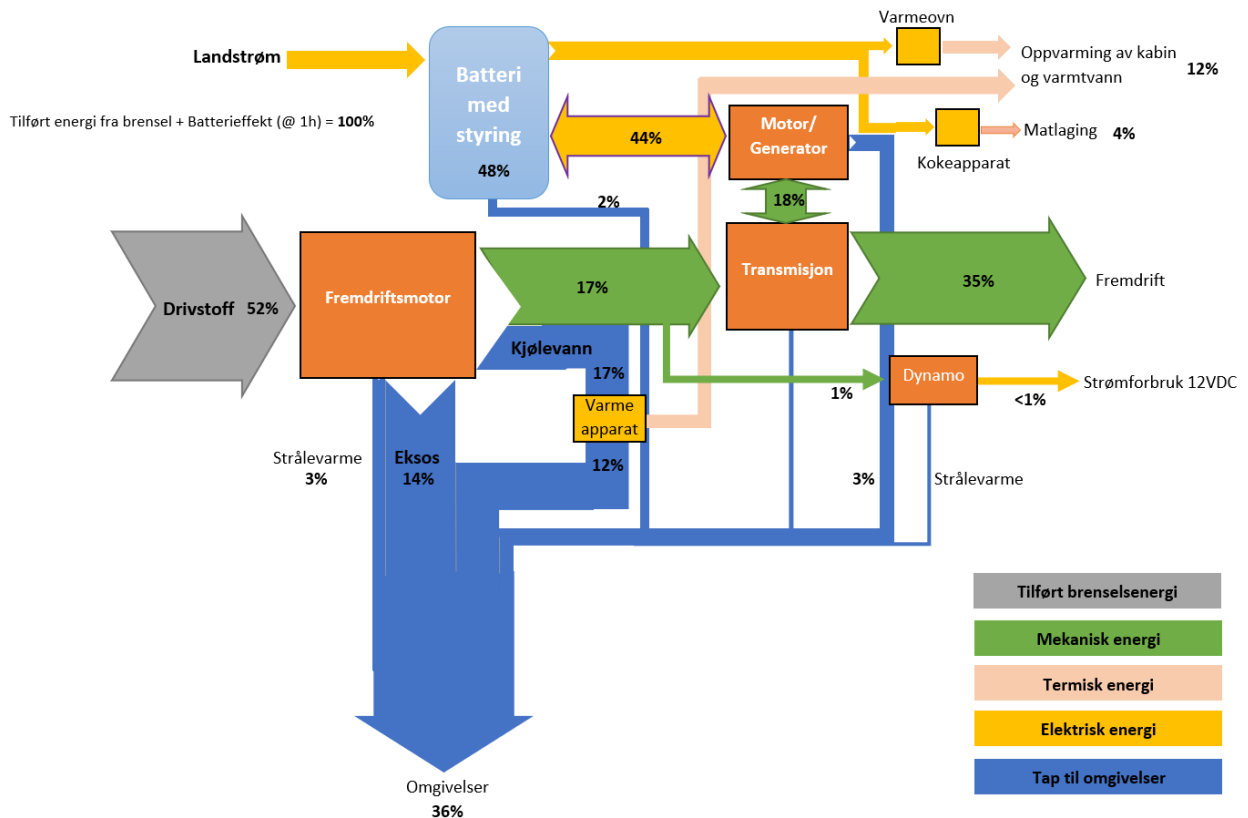 Varmeovn
Landstrøm
Oppvarming av kabin
og varmtvann
12%
Batteri
med
styring
48%
Tilført energi fra brensel + Batterieffekt (@ 1h) = 100%
44%
Motor/
Generator
Matlaging 4%
Kokeapparat
2%
18%
Drivstoff 52%
Fremdriftsmotor
17%
Transmisjon
35%
Fremdrift
Kjølevann
17%
1%
Dynamo
<1%
Strømforbruk 12VDC
Varme
apparat
Strålevarme
3%
Eksos
14%
12%
3%
Strålevarme
Tilført brenselsenergi
Mekanisk energi
Termisk energi
Elektrisk energi
Tap til omgivelser
Omgivelser
36%